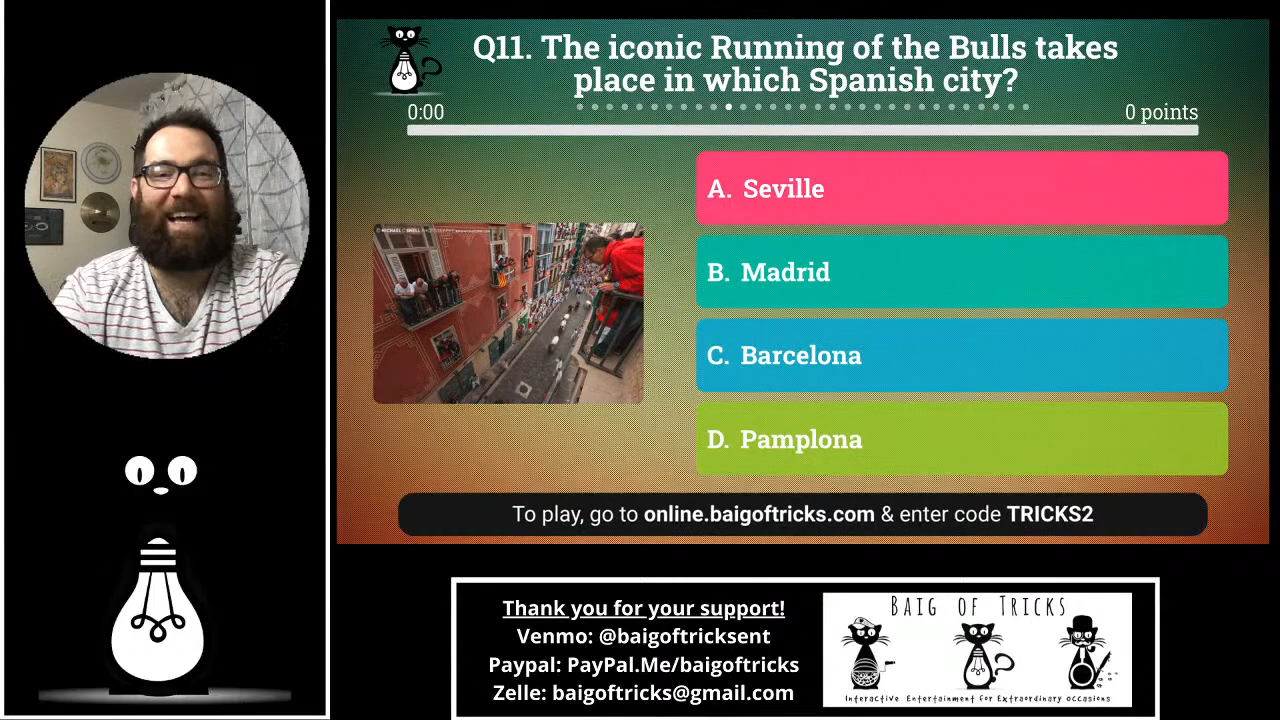 Q11. The iconic Running of the Bulls takes
place in which Spanish city?
0:00
0 points
A. Seville
B. Madrid
C. Barcelona
D. Pamplona
To play, go to online.baigoftricks.com & enter code TRICKS2
Thank you for your support!
Venmo: @baigoftricksent
Paypal: PayPal.Me/baigoftricks
Zelle: baigoftricks@gmail.com
BAIG OF TRICKS
Interactive Entertainment for Extraordinary occasions